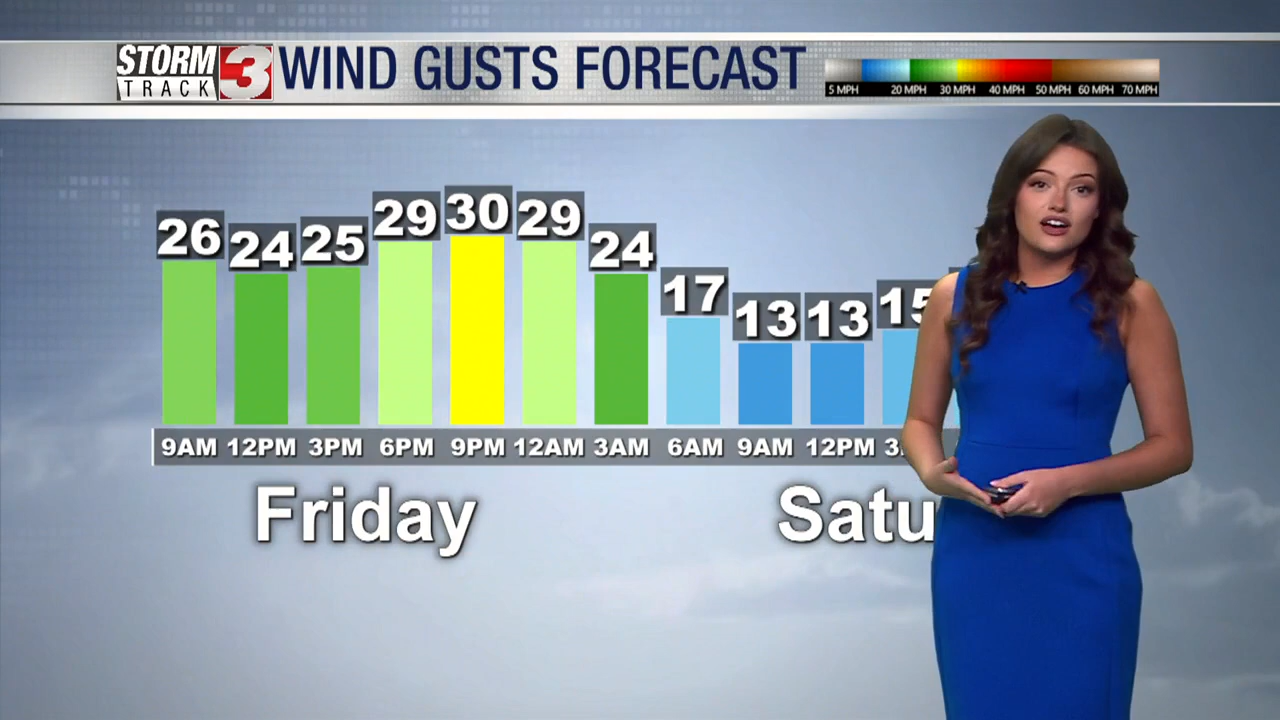 STORM
TRACK
3
WIND GUSTS FORECAST
5 MPH 20 MPH 30 MPH 40 MPH 50 MPH 60 MPH 70 MPH
26 24 25 29 30 29 24 17 13 13 15
9AM 12PM 3PM 6PM 9PM 12AM 3AM 6AM 9AM 12PM
Friday Satu